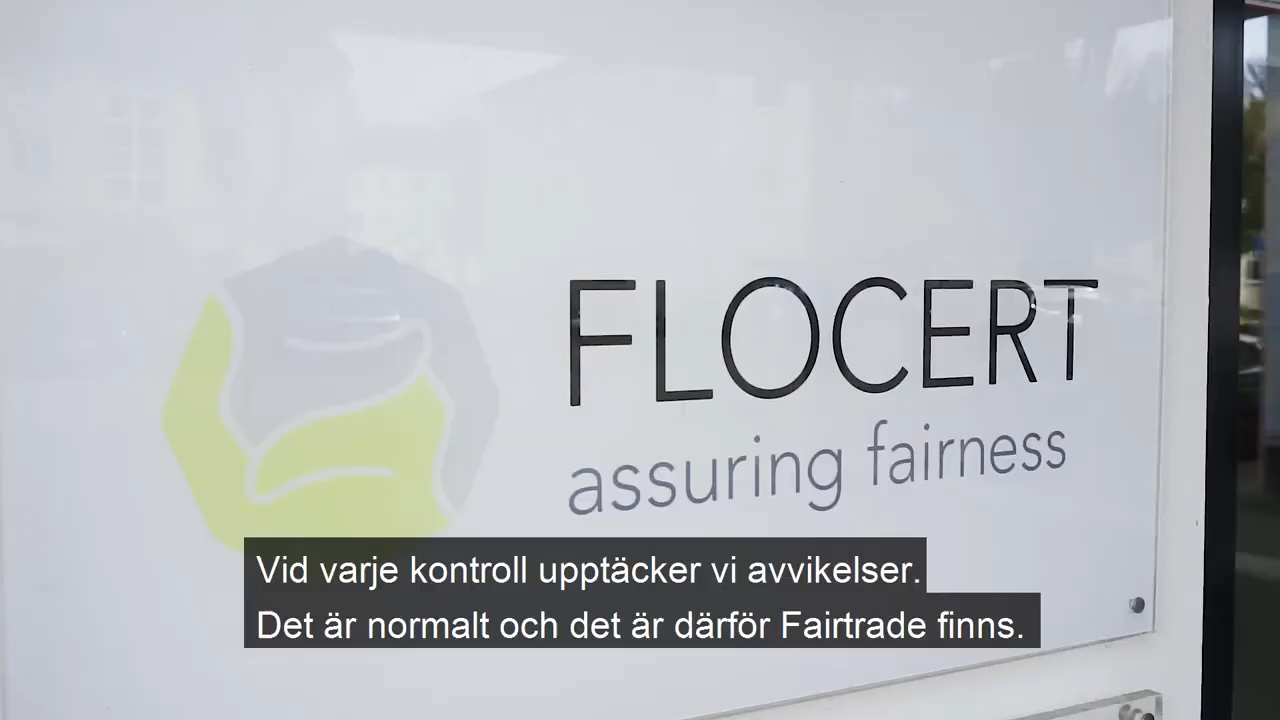 FLOCERT
assuring fairness
Vid varje kontroll upptäcker vi avvikelser.
Det är normalt och det är därför Fairtrade finns.